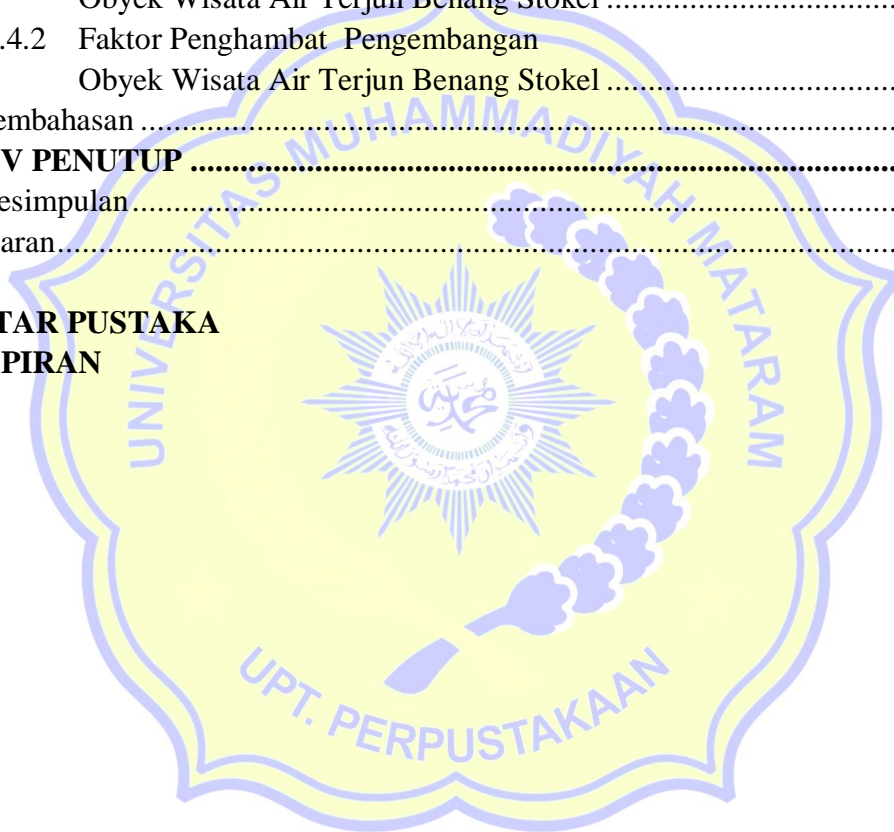 Obyek Wisata Air Terjun Benang Stokel ....................................
.4.2 Faktor Penghambat Pengembangan
Obyek Wisata Air Terjun Benang Stokel ....................................
embahasan ....................................
V PENUTUP ....................................
esimpulan....................................
aran....................................
TAR PUSTAKA
PIRAN
UNIVERSITAS MUHAMMADIYAH MATARAM
UPT. PERPUSTAKAAN